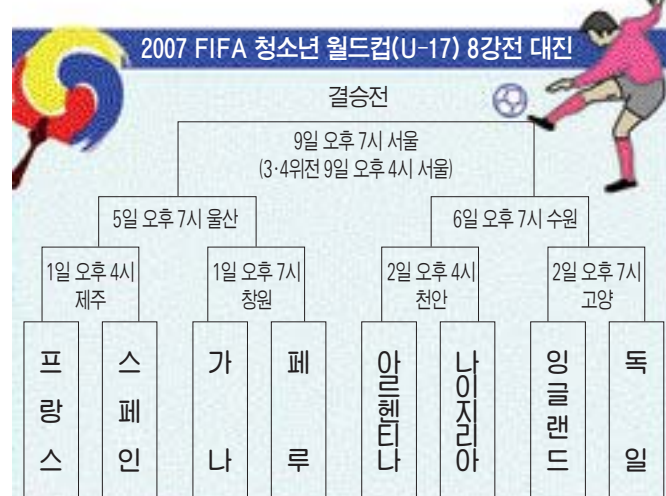 2007 FIFA 청소년 월드컵(U-17) 8강전 대진
결승전
9일 오후 7시 서울
(3·4위전 9일 오후 4시 서울)
5일 오후 7시 울산
6일 오후 7시 수원
1일 오후 4시
제주
1일 오후 7시
창원
2일 오후 4시
천안
2일 오후 7시
고양
프랑스
스페인
가나
페루
아르헨티나
나이지리아
잉글랜드
독일